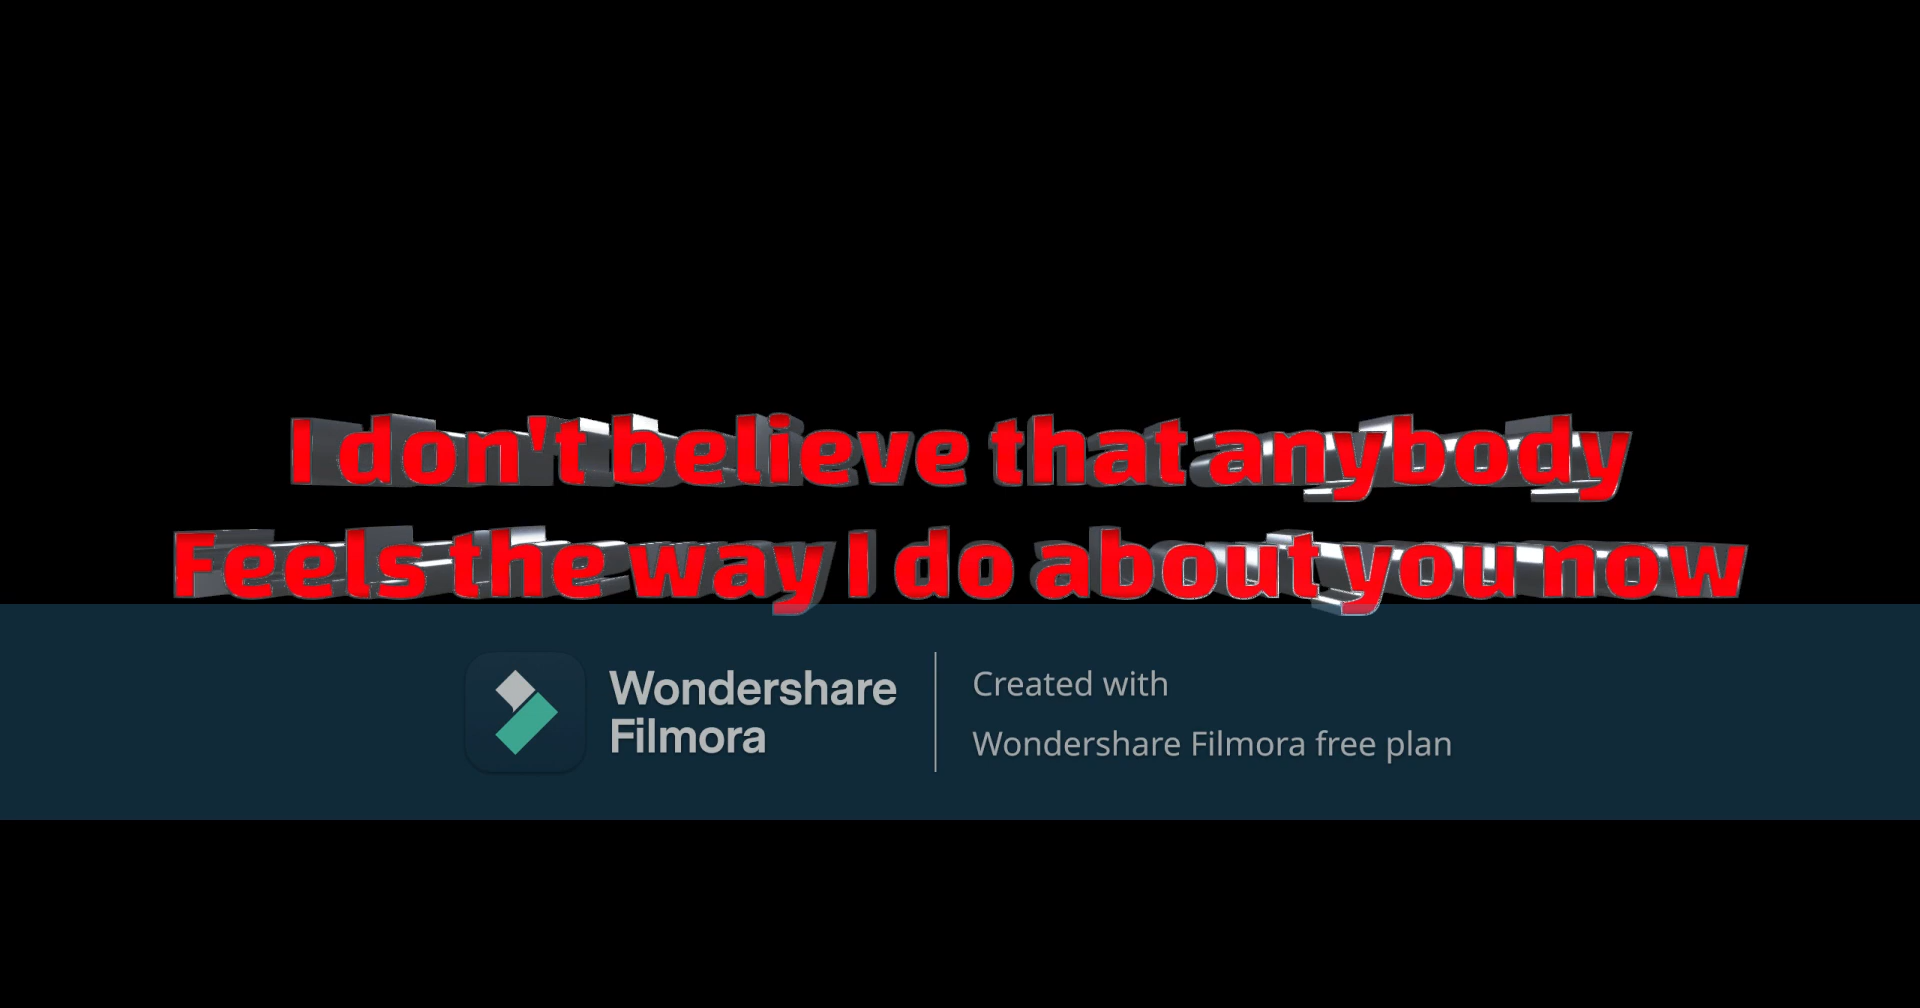 I don't believe that anybody
Feels the way I do about you now
Wondershare
Filmora
Created with
Wondershare Filmora free plan